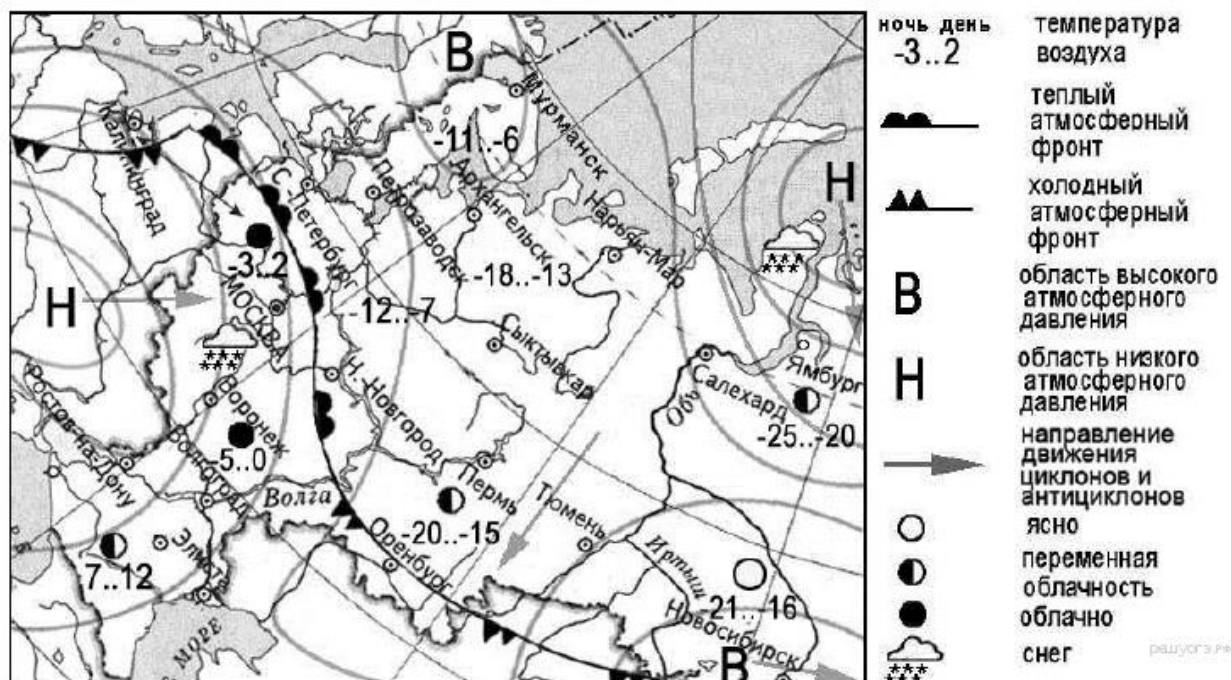 В
Мурманск
-11..-6
Калининград
С.-Петербург
Петрозаводск
Архангельск
Нарьян-Мар
Н
-3..2
-18..-13
МОСКВА
Н
-12..-7
Сыктывкар
Салехард
Ямбург
Обь
-25..-20
Воронеж
Н.-Новгород
Ростов-на-Дону
Волгоград
-5..0
Волга
Пермь
Тюмень
-20..-15
Оренбург
Элиста
7..12
Иртыш
-21..-16
Новосибирск
МОРЕ
В
ночь день
-3..2
температура
воздуха
теплый
атмосферный
фронт
холодный
атмосферный
фронт
В
область высокого
атмосферного
давления
Н
область низкого
атмосферного
давления
направление
движения
циклонов и
антициклонов
ясно
переменная
облачность
облачно
снег
решуогэ.рф